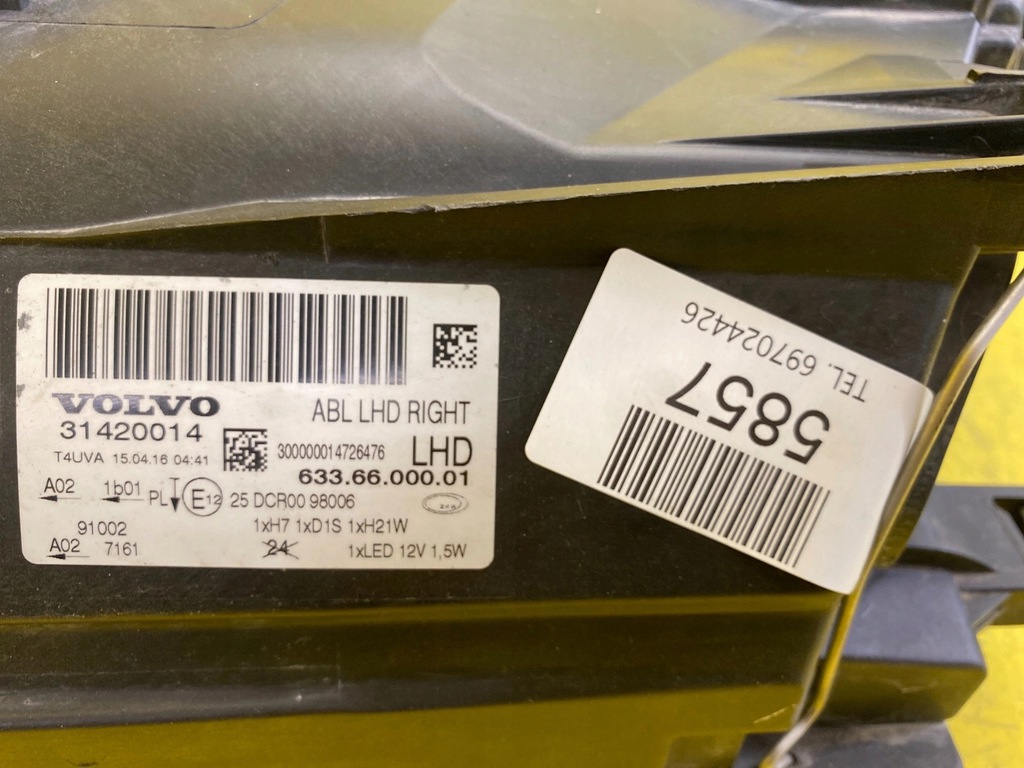 VOLVO
ABL LHD RIGHT
31420014
300000014726476
LHD
T4UVA 15.04.16 04:41
633.66.000.01
A02
1b01
PL
E12
25 DCR00 98006
91002
1xH7 1xD1S 1xH21W
A02
7161
24
1xLED 12V 1,5W
5857
TEL. 697024426